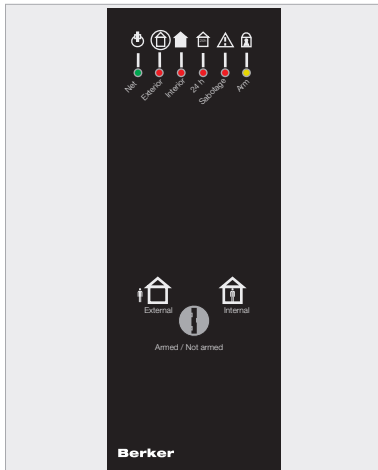 Net Exterior Interior 24 h Sabotage Arm
External Internal
Armed / Not armed
Berker